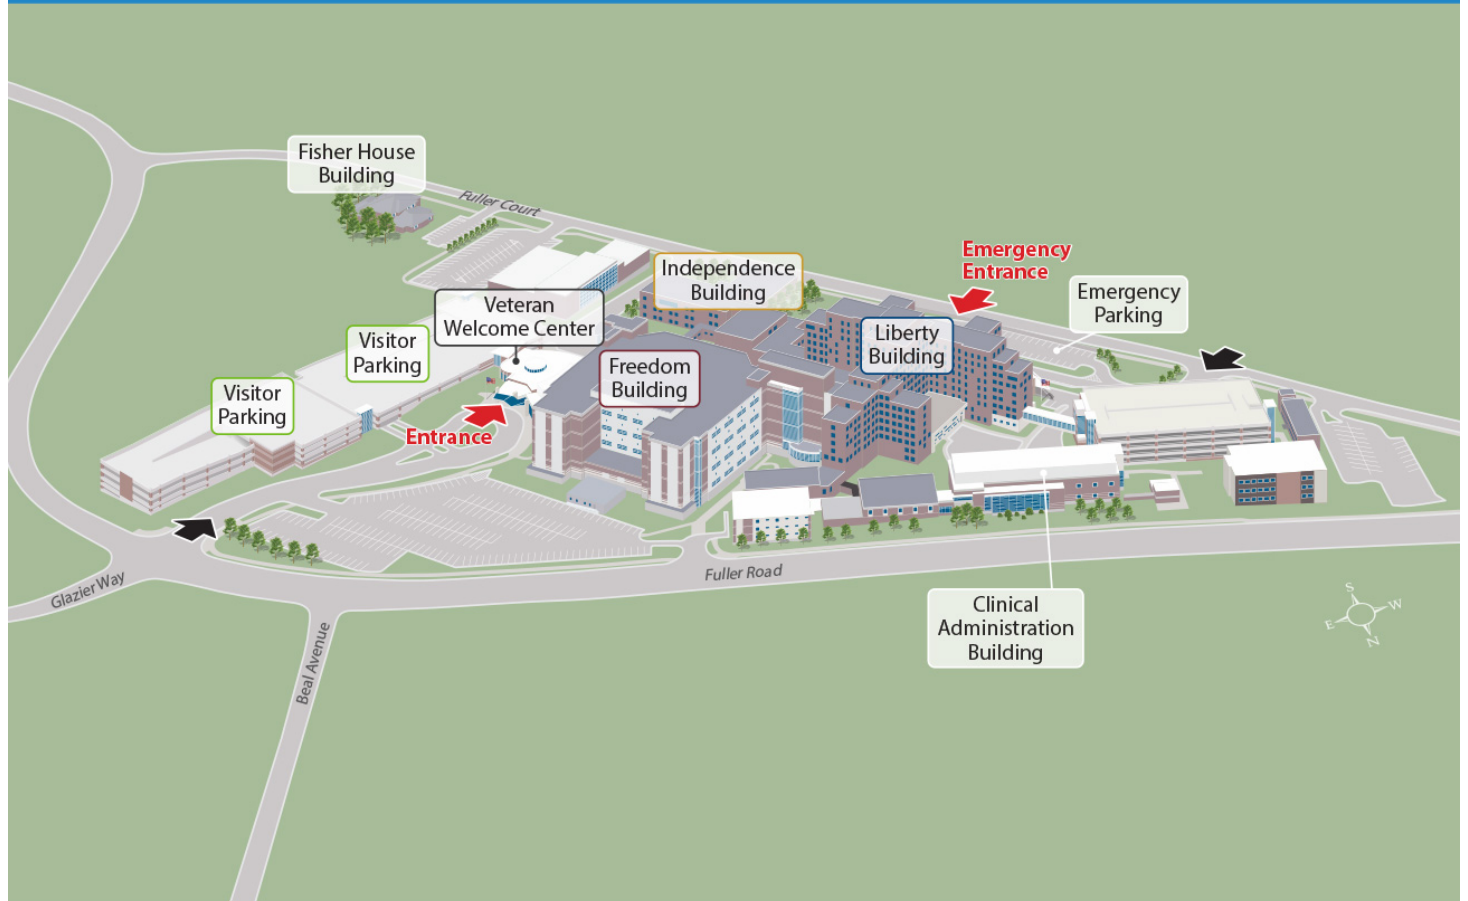 Fisher House
Building
Fuller Court
Emergency
Entrance
Independence
Building
Emergency
Parking
Veteran
Welcome Center
Liberty
Building
Visitor
Parking
Freedom
Building
Visitor
Parking
Entrance
Fuller Road
Glazier Way
Beal Avenue
Clinical
Administration
Building
S
W
E
N